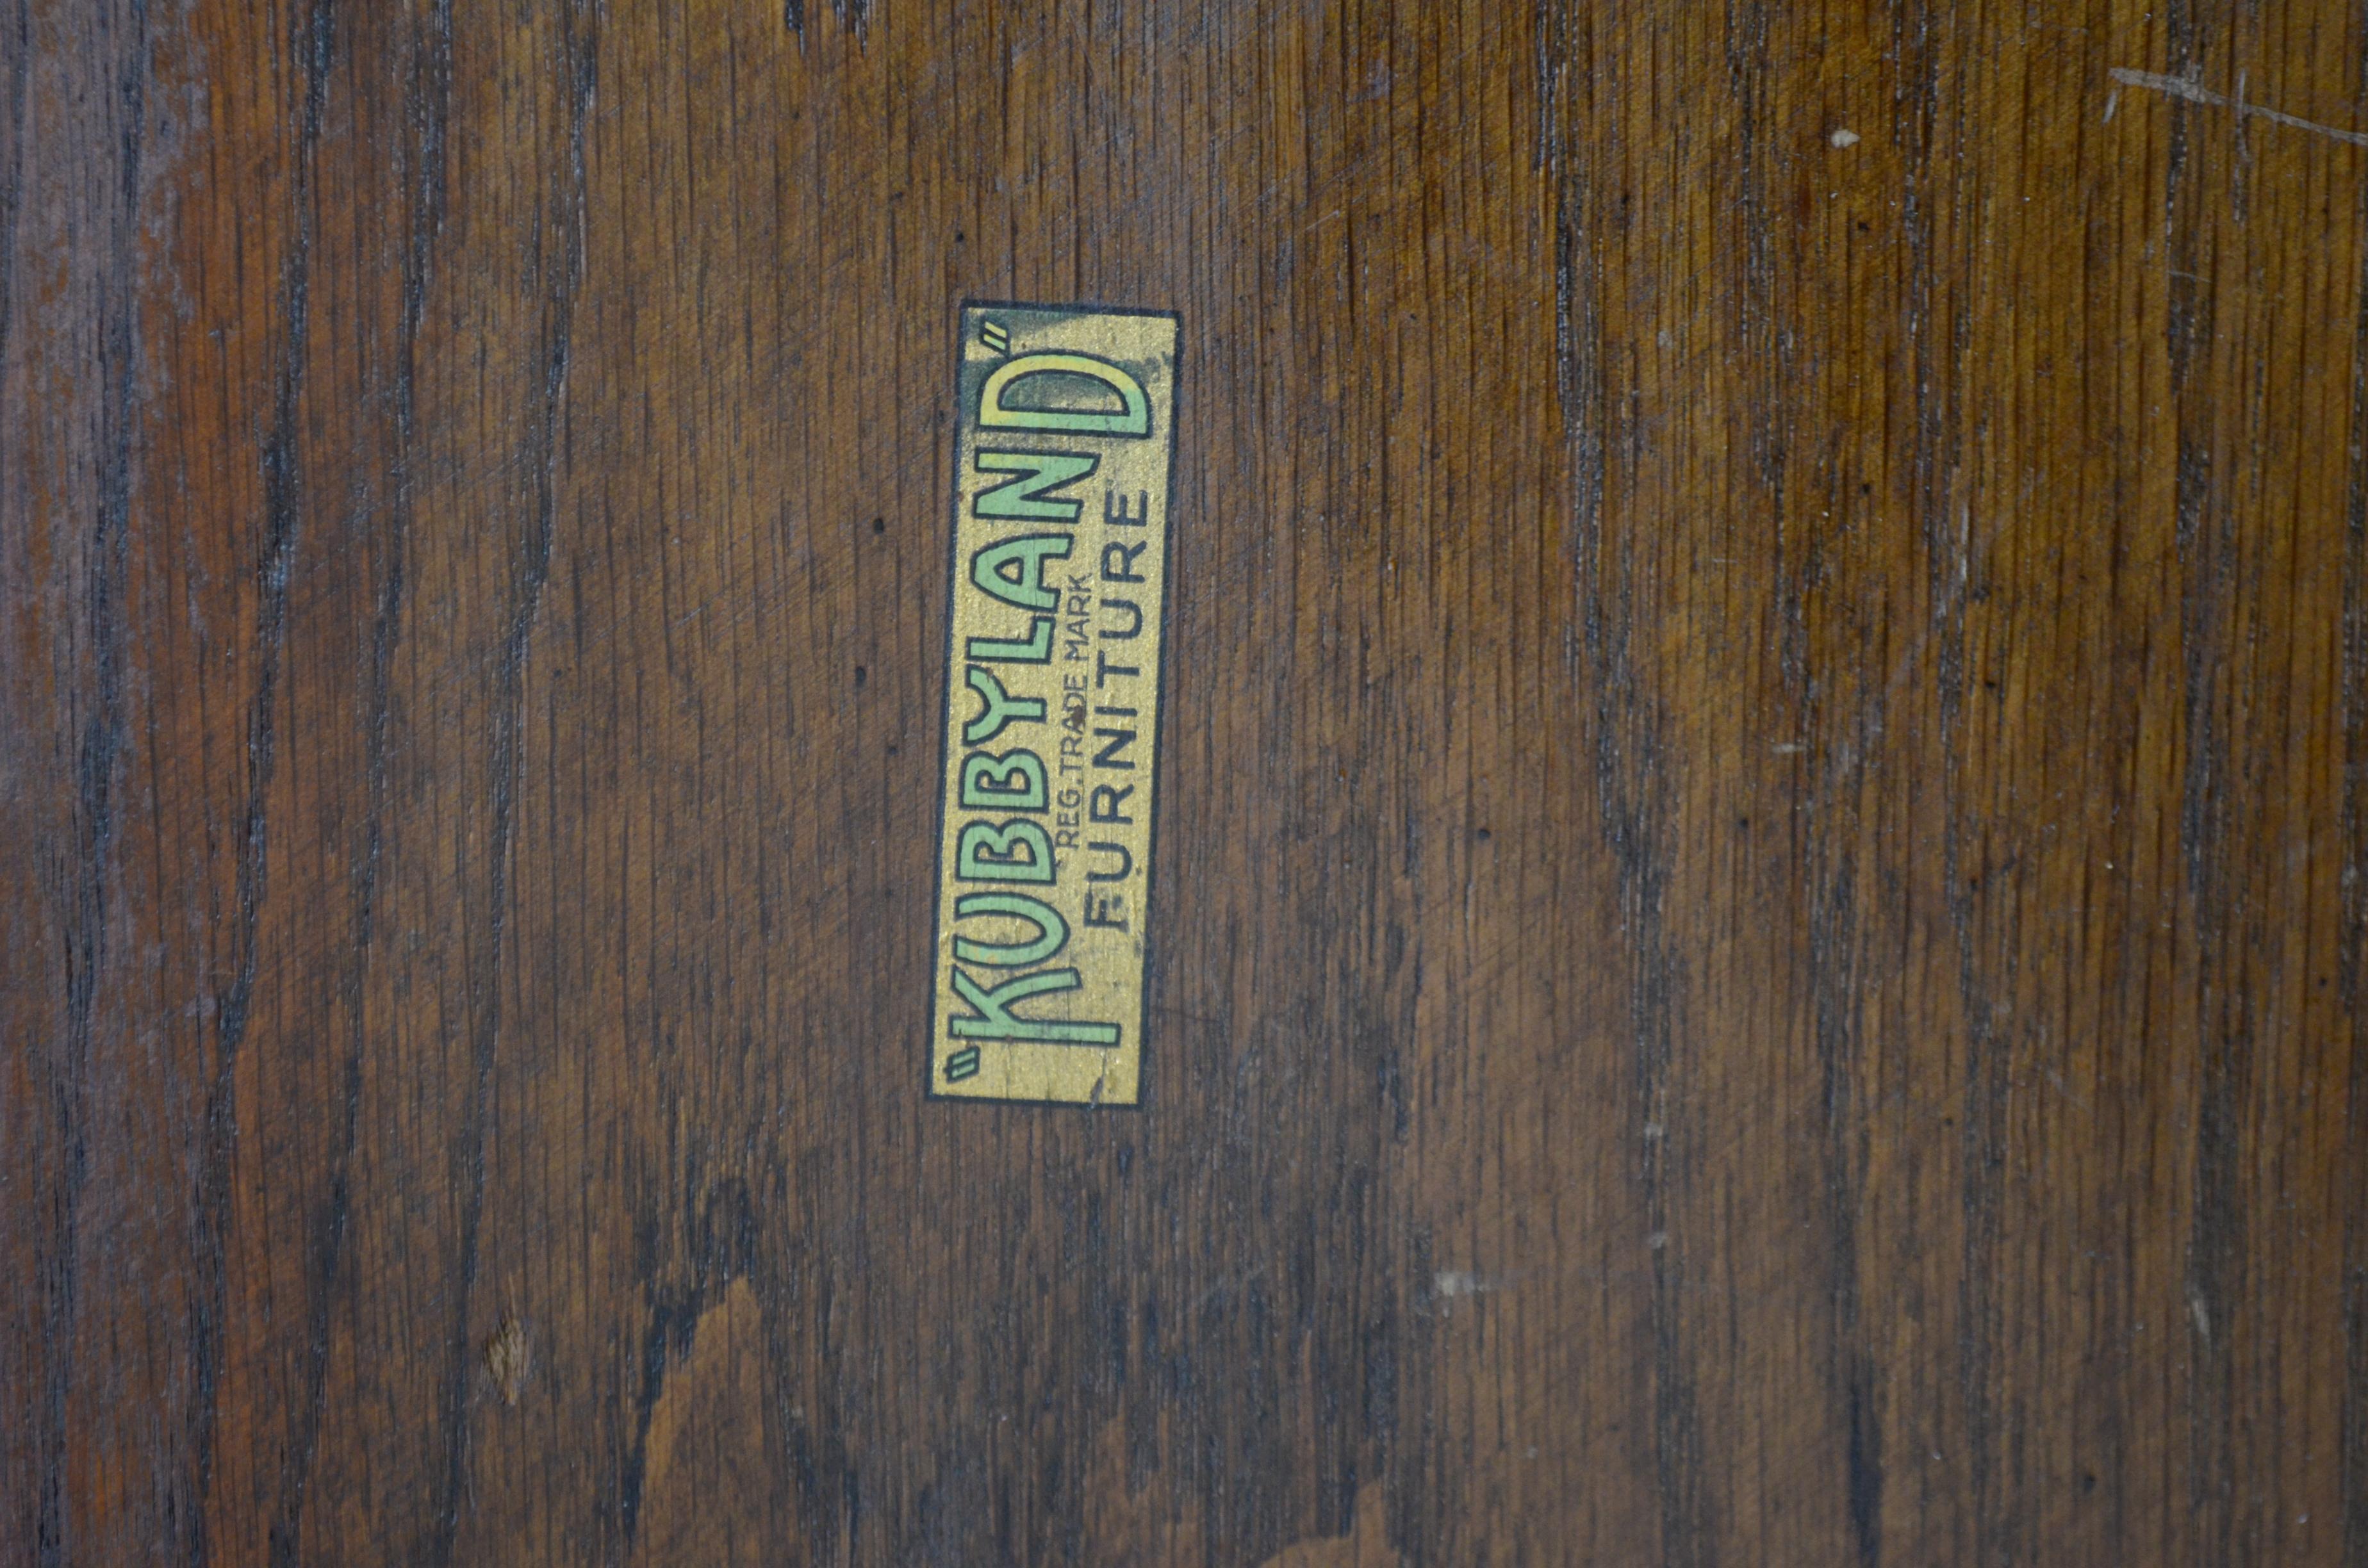 "KUBBYLAND"
REG. TRADE MARK
FURNITURE